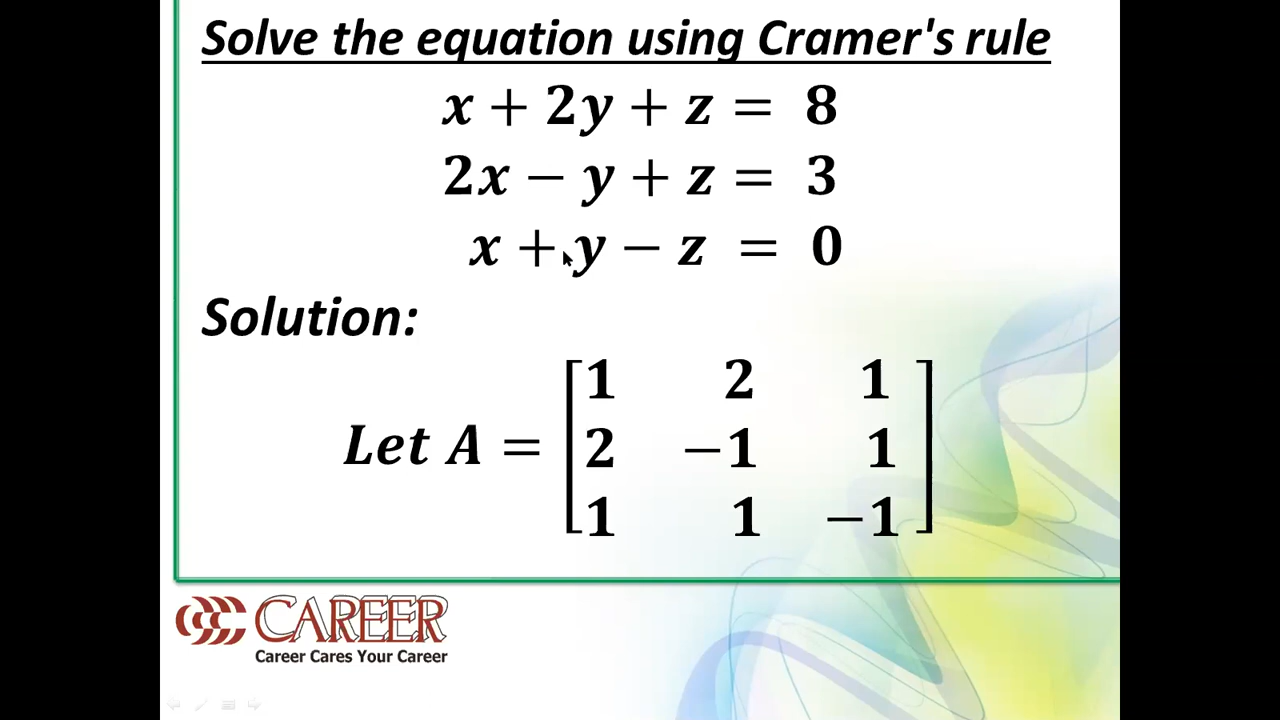 Solve the equation using Cramer's rule
x + 2y + z = 8
2x − y + z = 3
x + y − z = 0
Solution:
Let A = [1 2 1
2 −1 1
1 1 −1]
CAREER
Career Cares Your Career